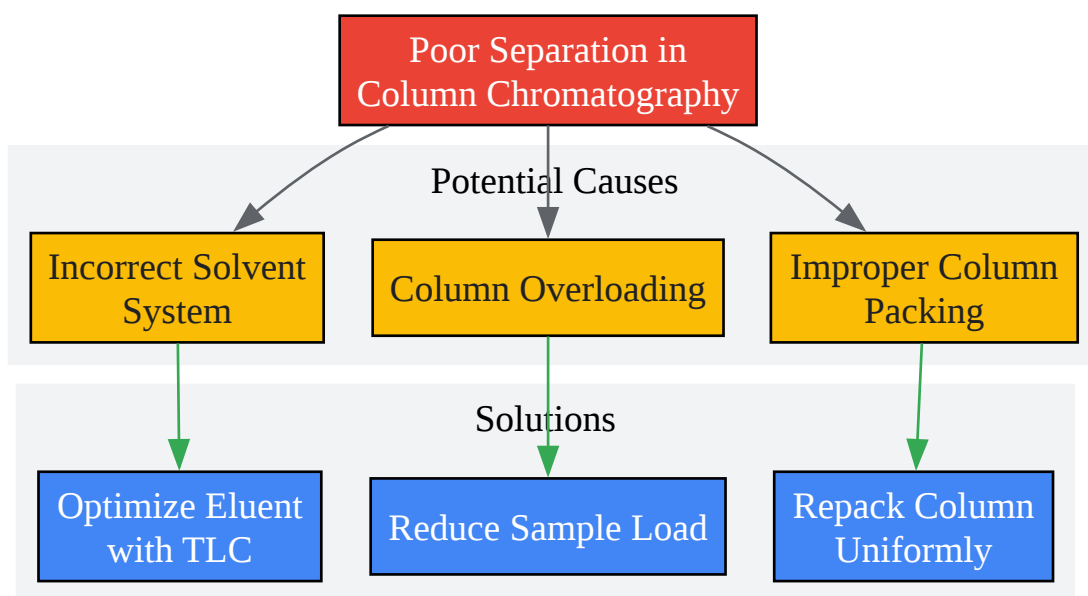 Poor Separation in
Column Chromatography
Potential Causes
Incorrect Solvent
System
Column Overloading
Improper Column
Packing
Solutions
Optimize Eluent
with TLC
Reduce Sample Load
Repack Column
Uniformly